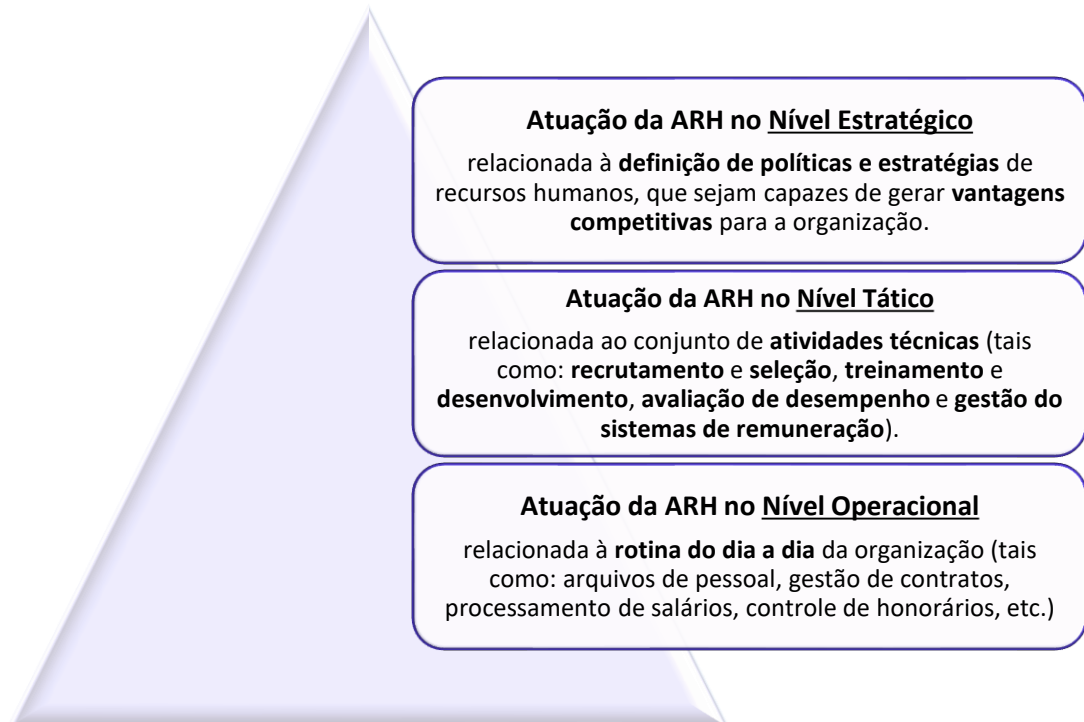 Atuação da ARH no Nível Estratégico
relacionada à definição de políticas e estratégias de
recursos humanos, que sejam capazes de gerar vantagens
competitivas para a organização.
Atuação da ARH no Nível Tático
relacionada ao conjunto de atividades técnicas (tais
como: recrutamento e seleção, treinamento e
desenvolvimento, avaliação de desempenho e gestão do
sistemas de remuneração).
Atuação da ARH no Nível Operacional
relacionada à rotina do dia a dia da organização (tais
como: arquivos de pessoal, gestão de contratos,
processamento de salários, controle de honorários, etc.)